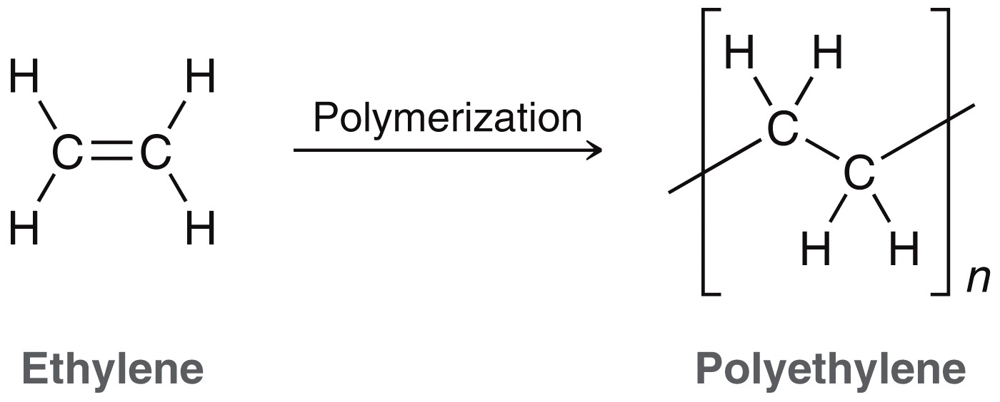 H H
C=C
H H
Polymerization
H H
C
C
H H
n
Ethylene
Polyethylene